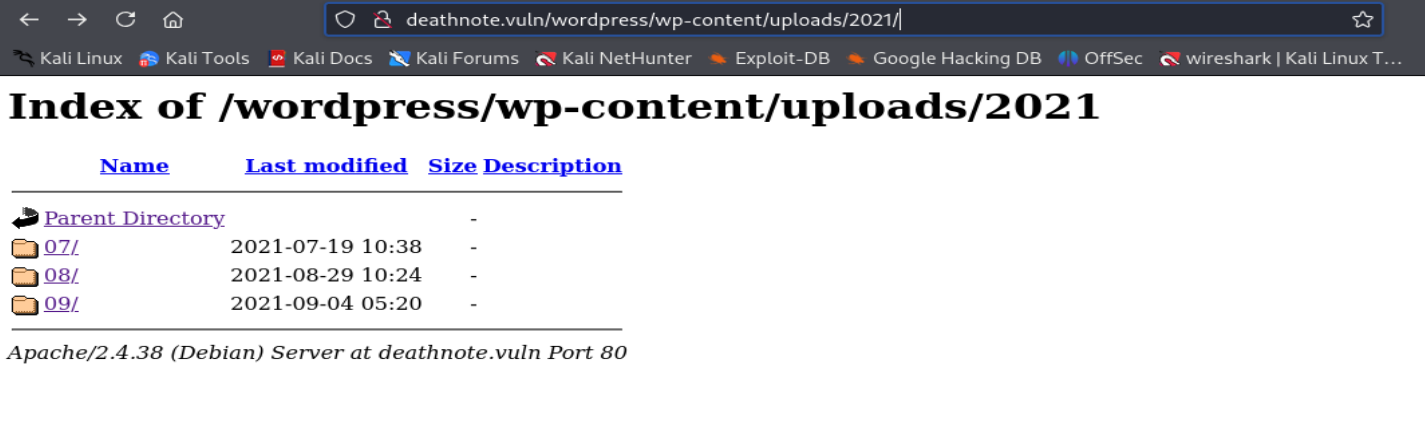 deathnote.vuln/wordpress/wp-content/uploads/2021/
Kali Linux Kali Tools Kali Docs Kali Forums Kali NetHunter Exploit-DB Google Hacking DB OffSec wireshark | Kali Linux T...
Index of /wordpress/wp-content/uploads/2021
Name Last modified Size Description
Parent Directory -
07/ 2021-07-19 10:38 -
08/ 2021-08-29 10:24 -
09/ 2021-09-04 05:20 -
Apache/2.4.38 (Debian) Server at deathnote.vuln Port 80